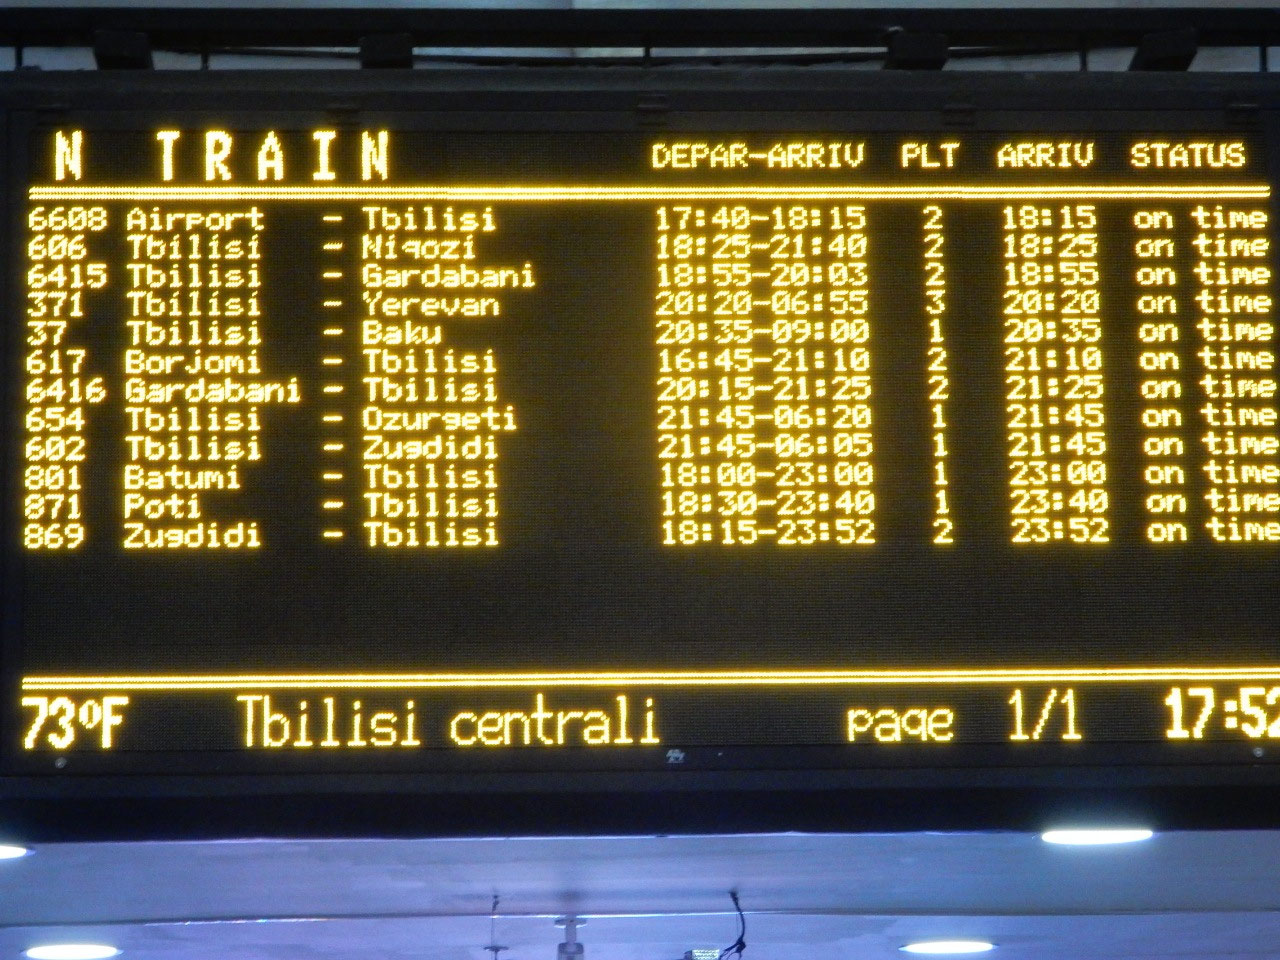 N TRAIN DEPAR-ARRIV PLT ARRIV STATUS
6608 Airport - Tbilisi 17:40-18:15 2 18:15 on time
606 Tbilisi - Niqozi 18:25-21:40 2 18:25 on time
6415 Tbilisi - Gardabani 18:55-20:03 2 18:55 on time
371 Tbilisi - Yerevan 20:20-06:55 3 20:20 on time
37 Tbilisi - Baku 20:35-09:00 1 20:35 on time
617 Borjomi - Tbilisi 16:45-21:10 2 21:10 on time
6416 Gardabani - Tbilisi 20:15-21:25 2 21:25 on time
654 Tbilisi - Ozurgeti 21:45-06:20 1 21:45 on time
602 Tbilisi - Zugdidi 21:45-06:05 1 21:45 on time
801 Batumi - Tbilisi 18:00-23:00 1 23:00 on time
871 Poti - Tbilisi 18:30-23:40 1 23:40 on time
869 Zugdidi - Tbilisi 18:15-23:52 2 23:52 on time
73°F Tbilisi centrali page 1/1 17:52